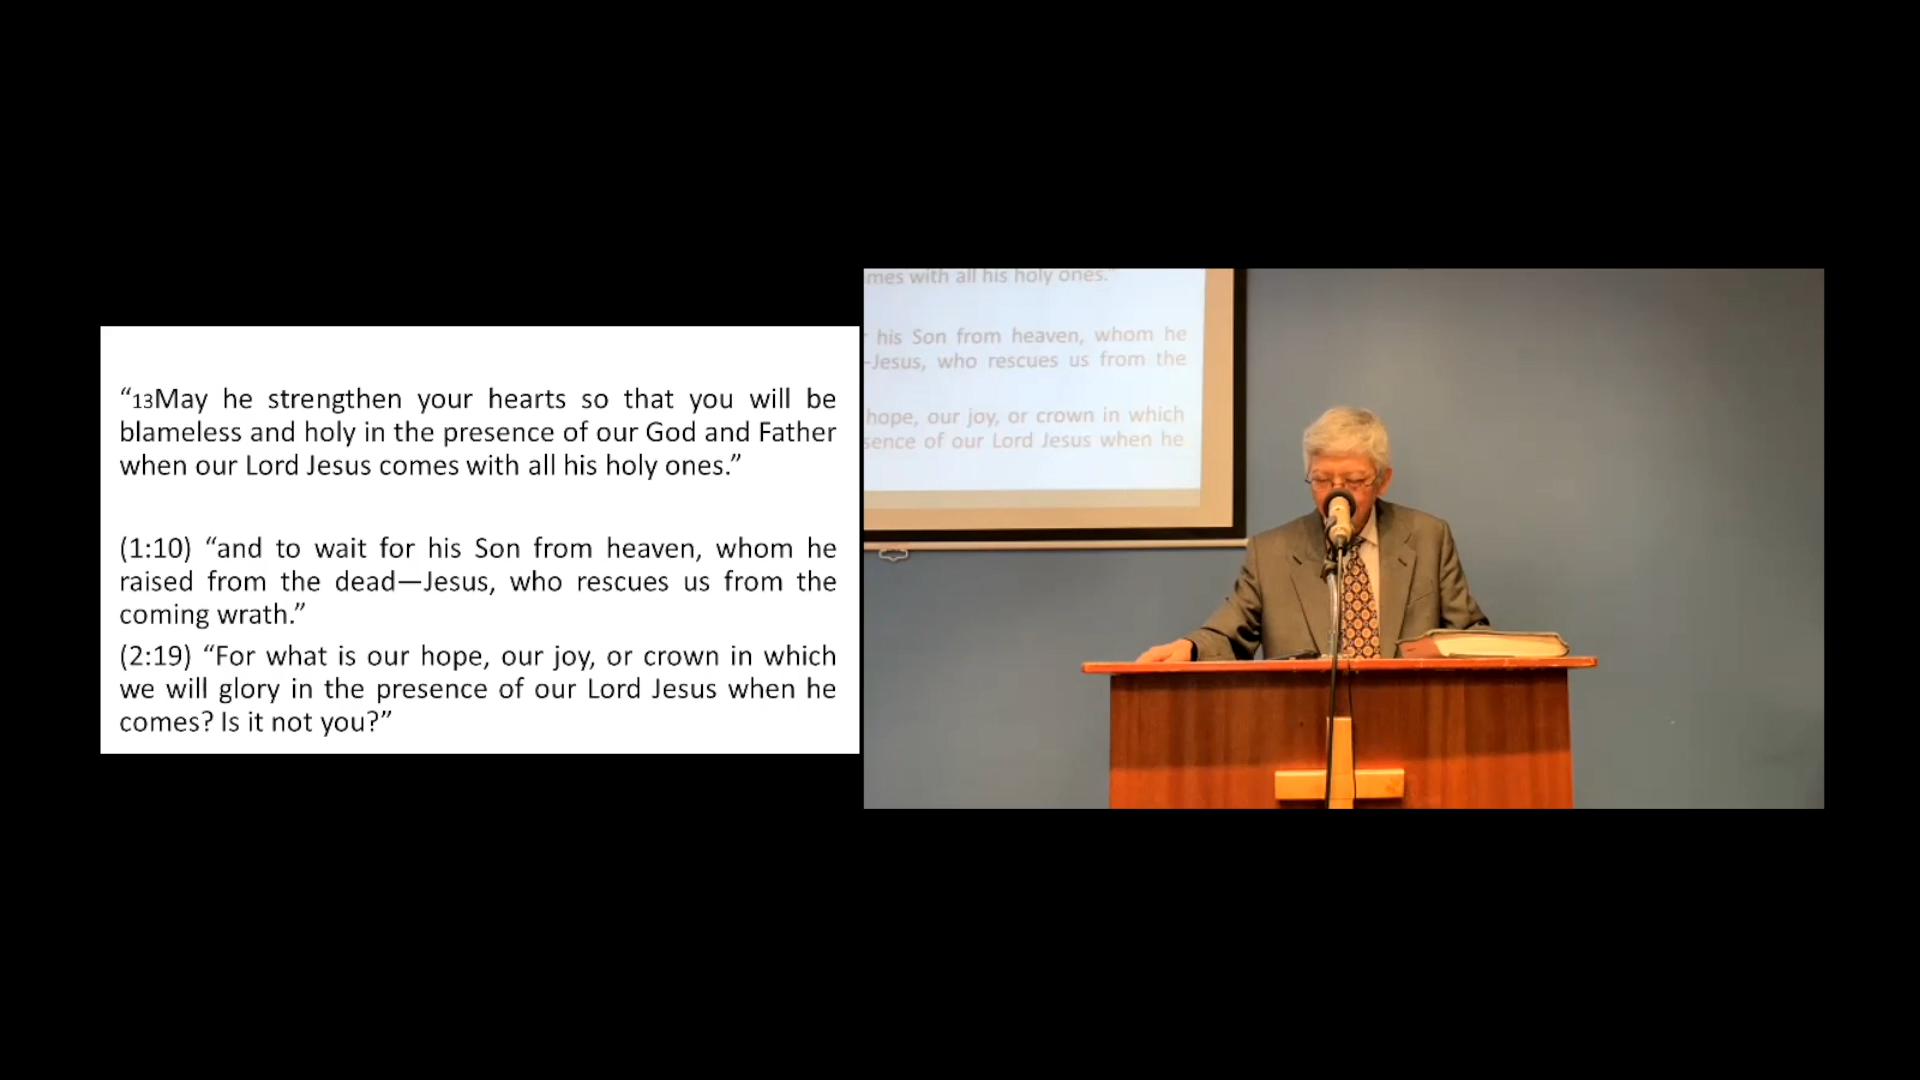 “13May he strengthen your hearts so that you will be
blameless and holy in the presence of our God and Father
when our Lord Jesus comes with all his holy ones.”
(1:10) “and to wait for his Son from heaven, whom he
raised from the dead—Jesus, who rescues us from the
coming wrath.”
(2:19) “For what is our hope, our joy, or crown in which
we will glory in the presence of our Lord Jesus when he
comes? Is it not you?”
mes with all his holy ones.”
his Son from heaven, whom he
—Jesus, who rescues us from the
hope, our joy, or crown in which
sence of our Lord Jesus when he